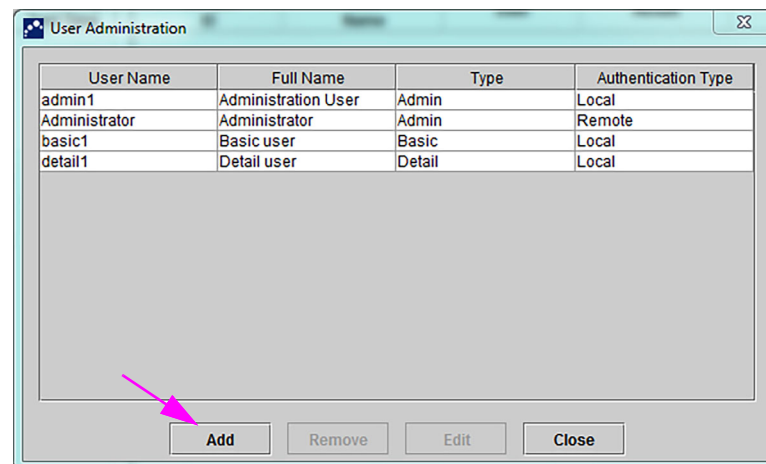 User Administration
User Name Full Name Type Authentication Type
admin1 Administration User Admin Local
Administrator Administrator Admin Remote
basic1 Basic user Basic Local
detail1 Detail user Detail Local
Add Remove Edit Close